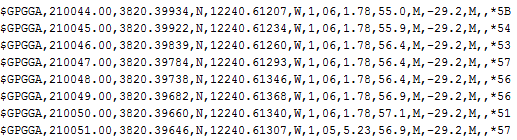 $GPGGA,210044.00,3820.39934,N,12240.61207,W,1,06,1.78,55.0,M,-29.2,M,,*5B
$GPGGA,210045.00,3820.39922,N,12240.61234,W,1,06,1.78,55.9,M,-29.2,M,,*54
$GPGGA,210046.00,3820.39839,N,12240.61260,W,1,06,1.78,56.4,M,-29.2,M,,*53
$GPGGA,210047.00,3820.39784,N,12240.61293,W,1,06,1.78,56.4,M,-29.2,M,,*57
$GPGGA,210048.00,3820.39738,N,12240.61346,W,1,06,1.78,56.4,M,-29.2,M,,*56
$GPGGA,210049.00,3820.39682,N,12240.61368,W,1,06,1.78,56.9,M,-29.2,M,,*56
$GPGGA,210050.00,3820.39660,N,12240.61340,W,1,06,1.78,57.1,M,-29.2,M,,*51
$GPGGA,210051.00,3820.39646,N,12240.61307,W,1,05,5.23,56.9,M,-29.2,M,,*57